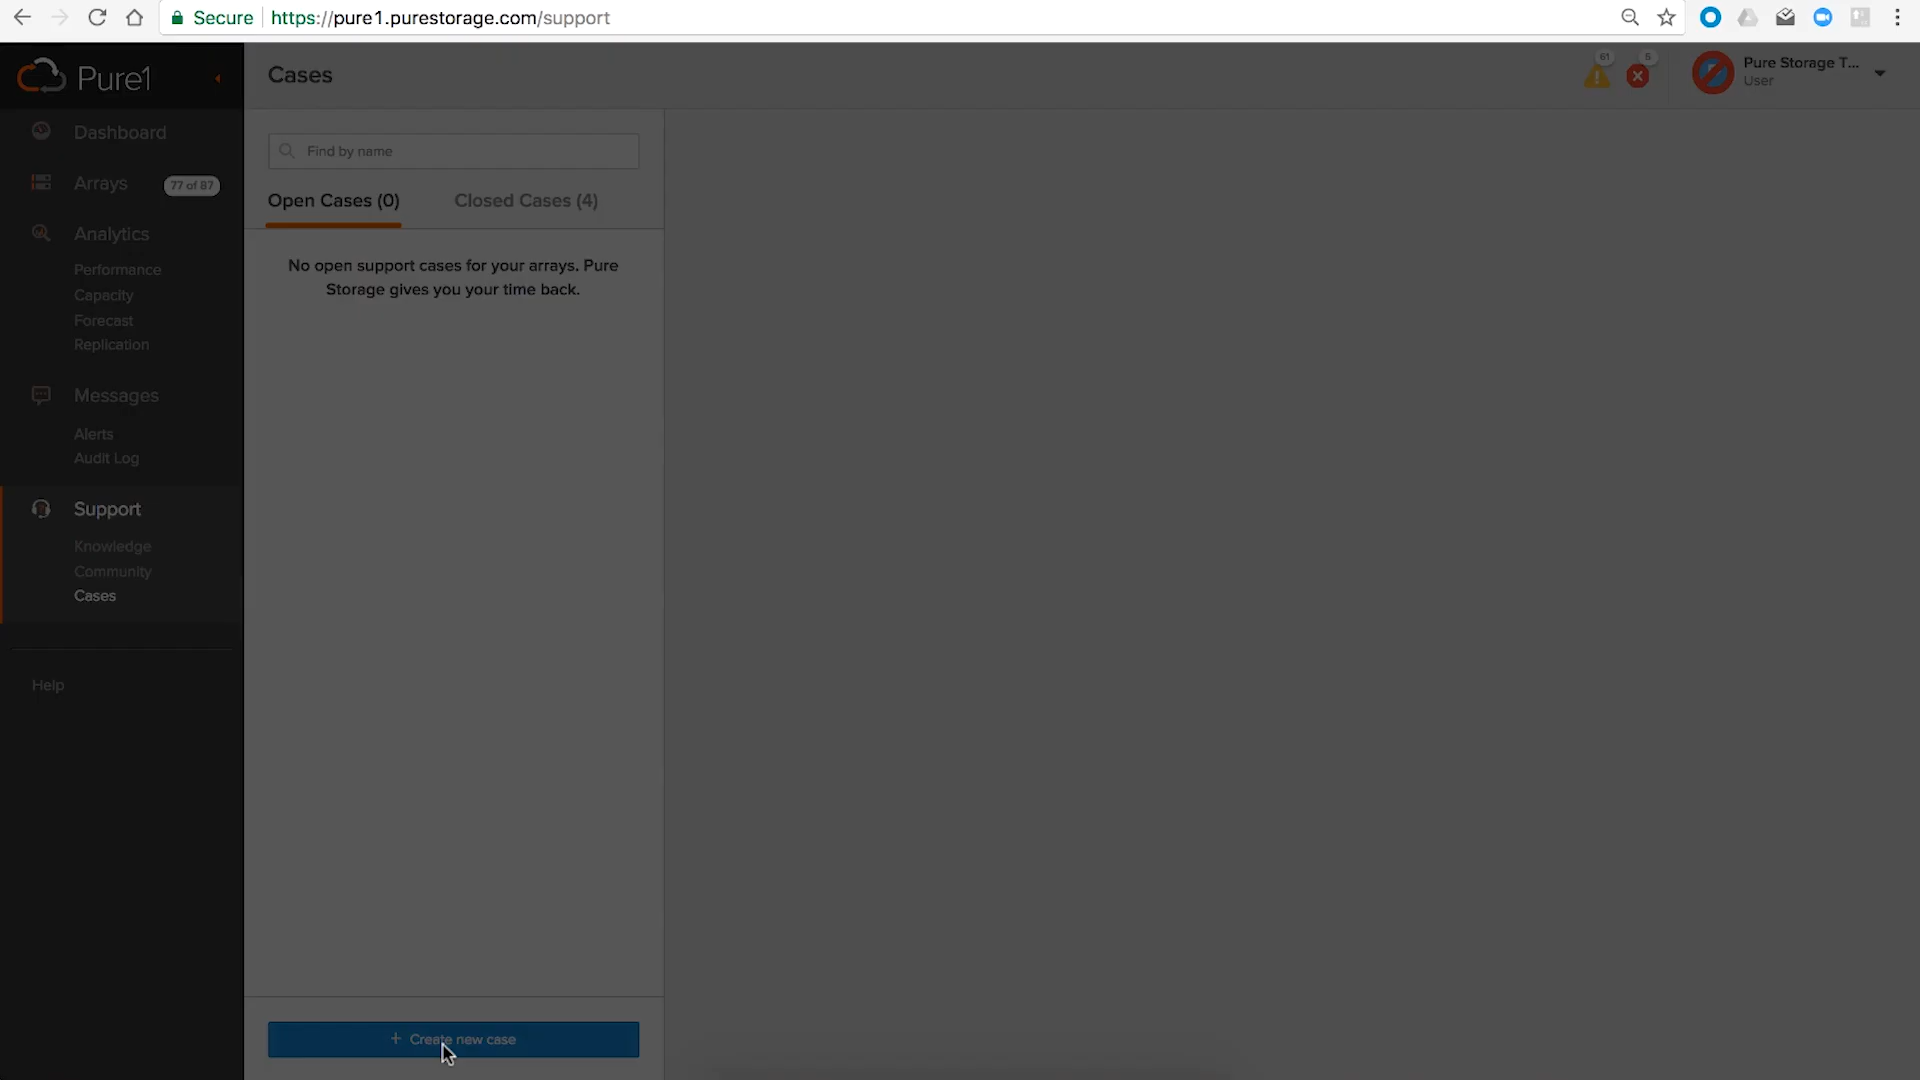 Secure https://pure1.purestorage.com/support
Pure1
Cases
61
5
Pure Storage T...
User
Dashboard
Arrays 77 of 87
Analytics
Performance
Capacity
Forecast
Replication
Messages
Alerts
Audit Log
Support
Knowledge
Community
Cases
Help
Find by name
Open Cases (0) Closed Cases (4)
No open support cases for your arrays. Pure
Storage gives you your time back.
+ Create new case